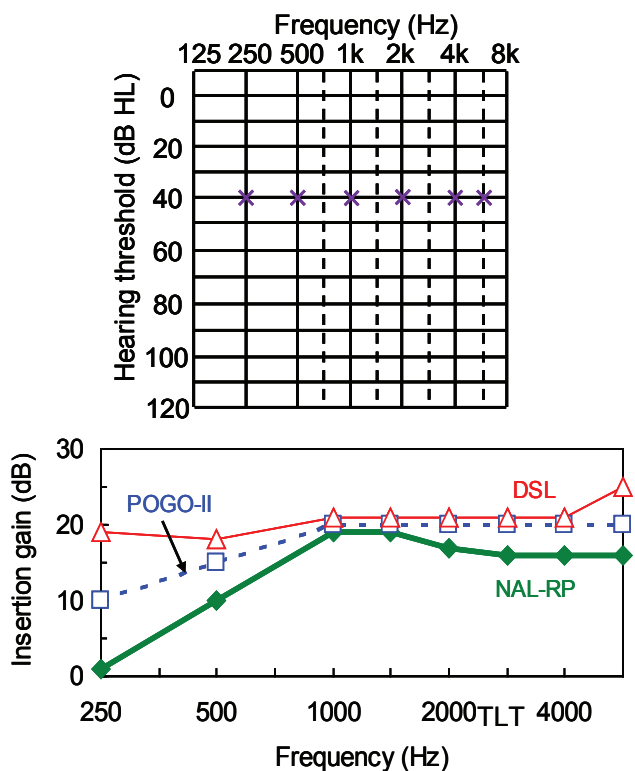 Frequency (Hz)
125 250 500 1k 2k 4k 8k
Hearing threshold (dB HL)
0
20
40
60
80
100
120
Insertion gain (dB)
30
20
10
0
POGO-II
DSL
NAL-RP
250 500 1000 2000 TLT 4000
Frequency (Hz)